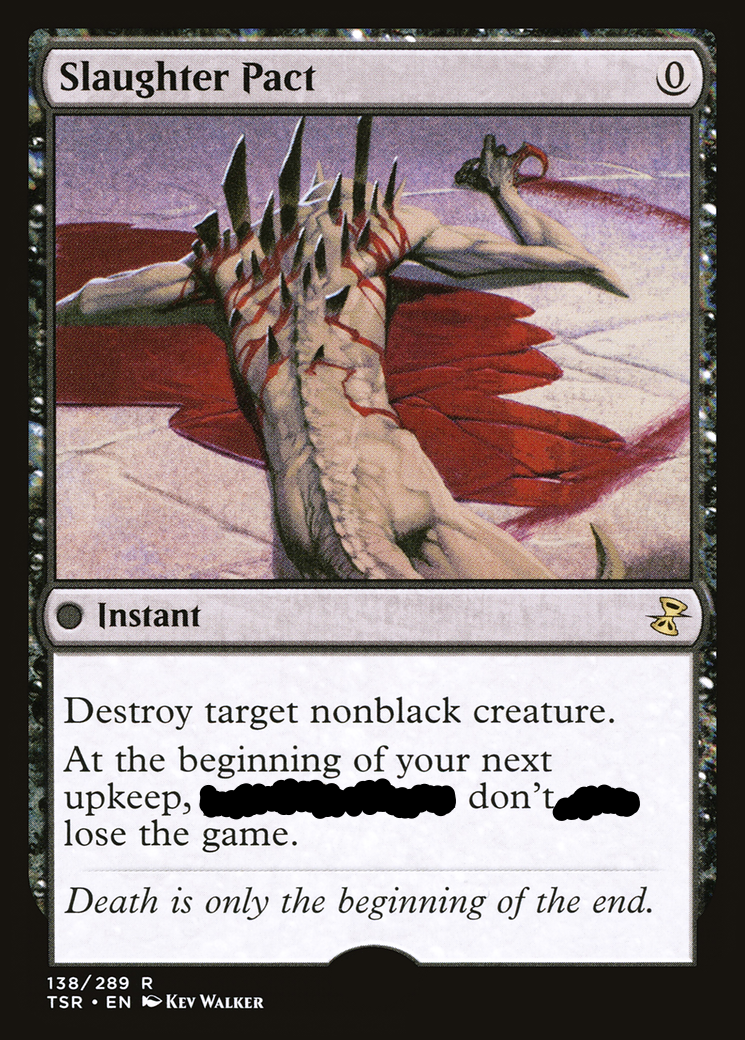 Slaughter Pact 0
Instant
Destroy target nonblack creature.
At the beginning of your next
upkeep, don't
lose the game.
Death is only the beginning of the end.
138/289 R
TSR • EN Kev Walker